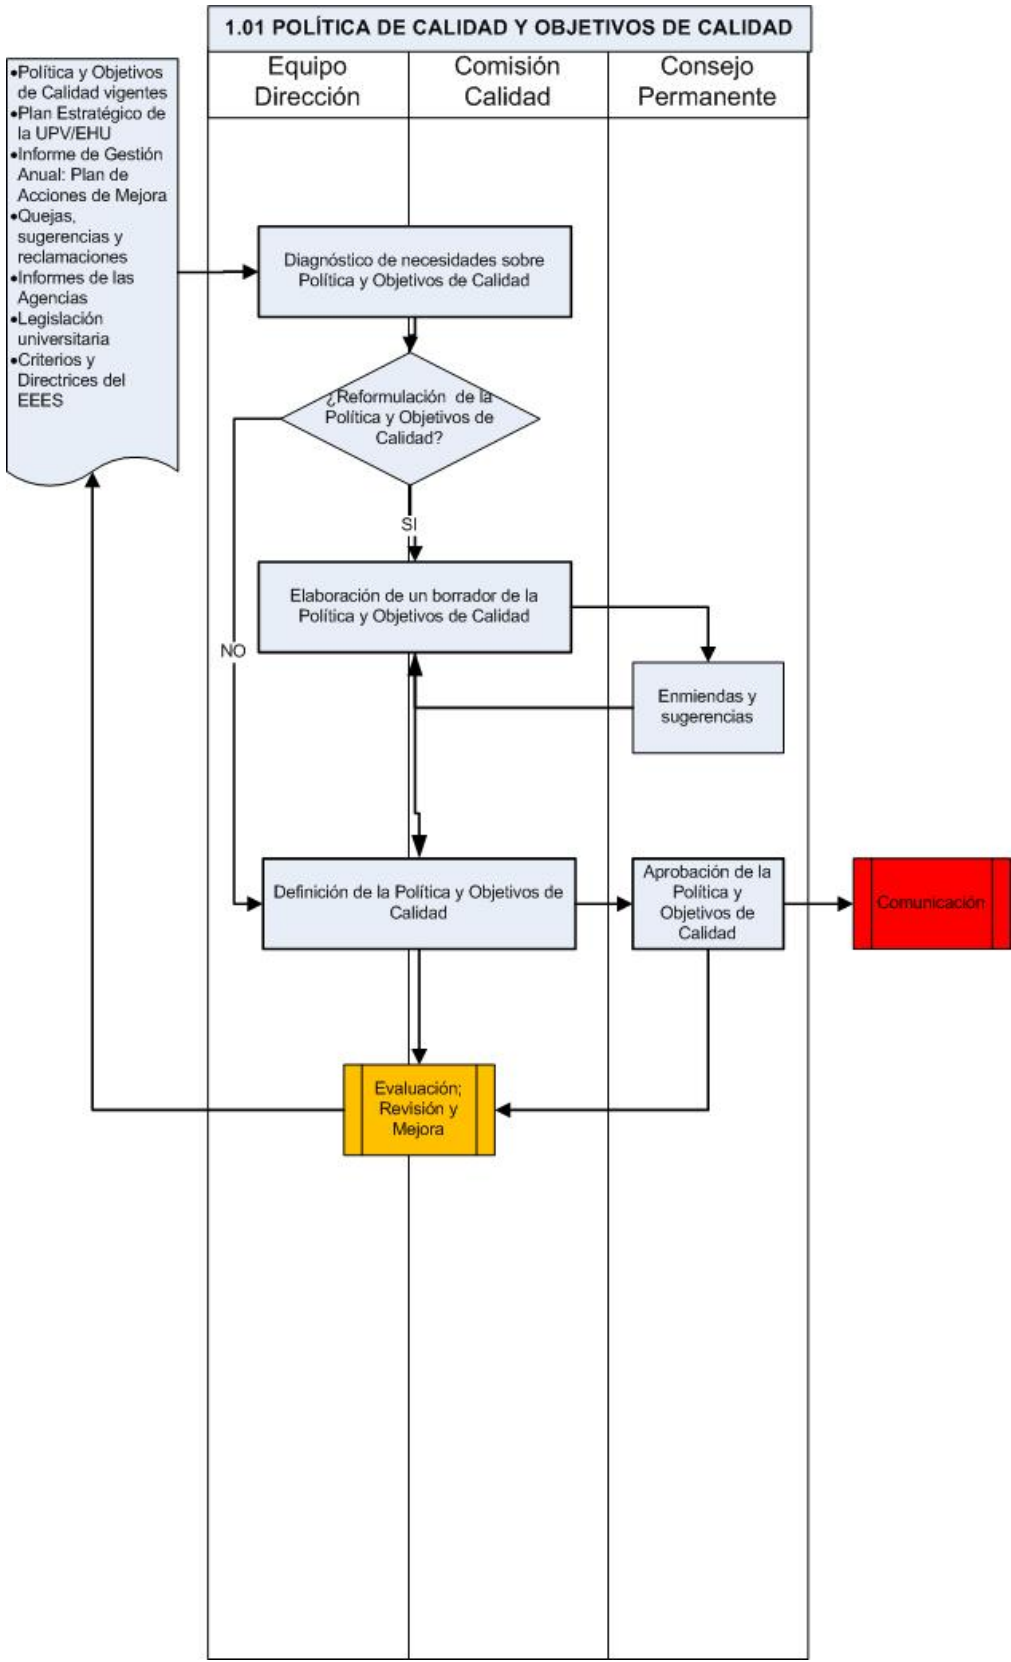 1.01 POLÍTICA DE CALIDAD Y OBJETIVOS DE CALIDAD
Equipo
Dirección
Comisión
Calidad
Consejo
Permanente
•Política y Objetivos
de Calidad vigentes
•Plan Estratégico de
la UPV/EHU
•Informe de Gestión
Anual: Plan de
Acciones de Mejora
•Quejas,
sugerencias y
reclamaciones
•Informes de las
Agencias
•Legislación
universitaria
•Criterios y
Directrices del
EEES
Diagnóstico de necesidades sobre
Política y Objetivos de Calidad
¿Reformulación de la
Política y Objetivos de
Calidad?
SI
NO
Elaboración de un borrador de la
Política y Objetivos de Calidad
Enmiendas y
sugerencias
Definición de la Política y Objetivos de
Calidad
Aprobación de la
Política y
Objetivos de
Calidad
Comunicación
Evaluación;
Revisión y
Mejora